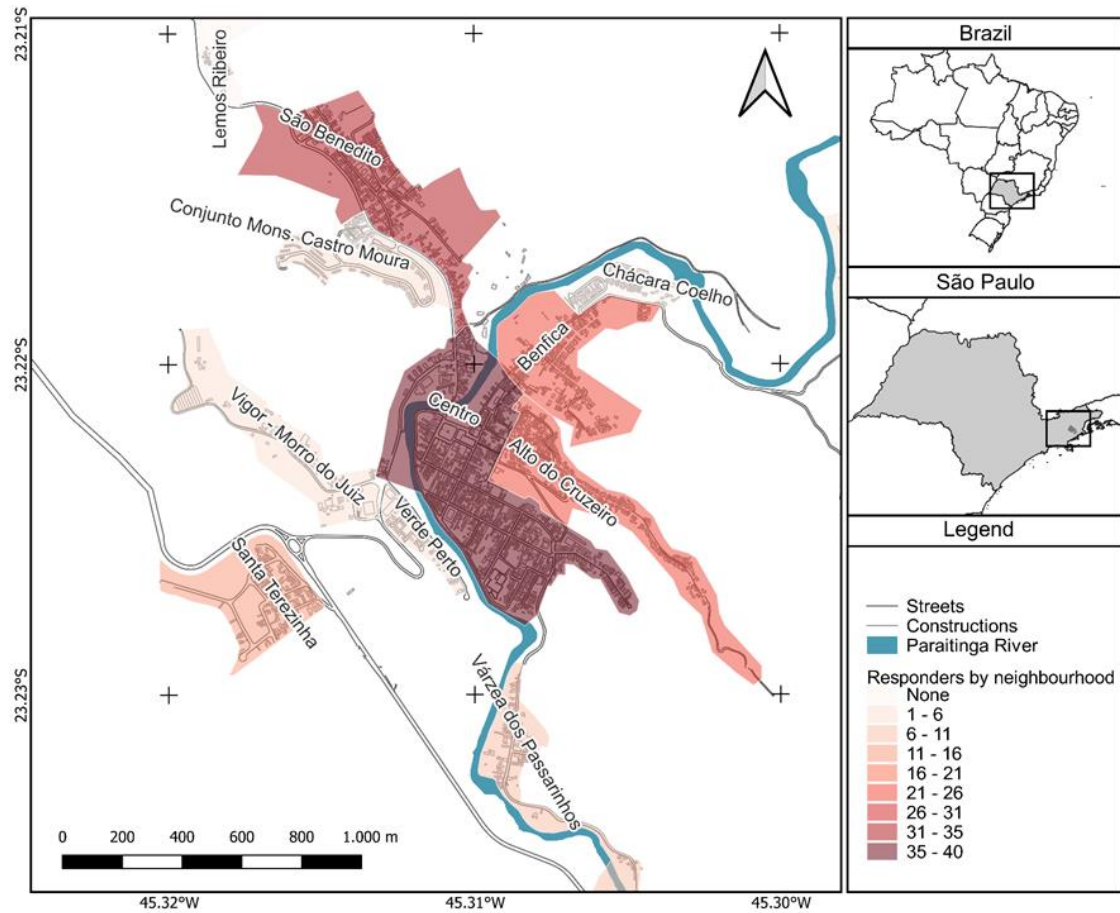 23.21°S
23.22°S
23.23°S
Lemos Ribeiro
São Benedito
Conjunto Mons. Castro Moura
Chácara Coelho
Benfica
Centro
Vigor - Morro do Juiz
Alto do Cruzeiro
Verde Perto
Santa Terezinha
Várzea dos Passarinhos
0 200 400 600 800 1.000 m
45.32°W 45.31°W 45.30°W
Brazil
São Paulo
Legend
Streets
Constructions
Paraitinga River
Responders by neighbourhood
None
1 - 6
6 - 11
11 - 16
16 - 21
21 - 26
26 - 31
31 - 35
35 - 40